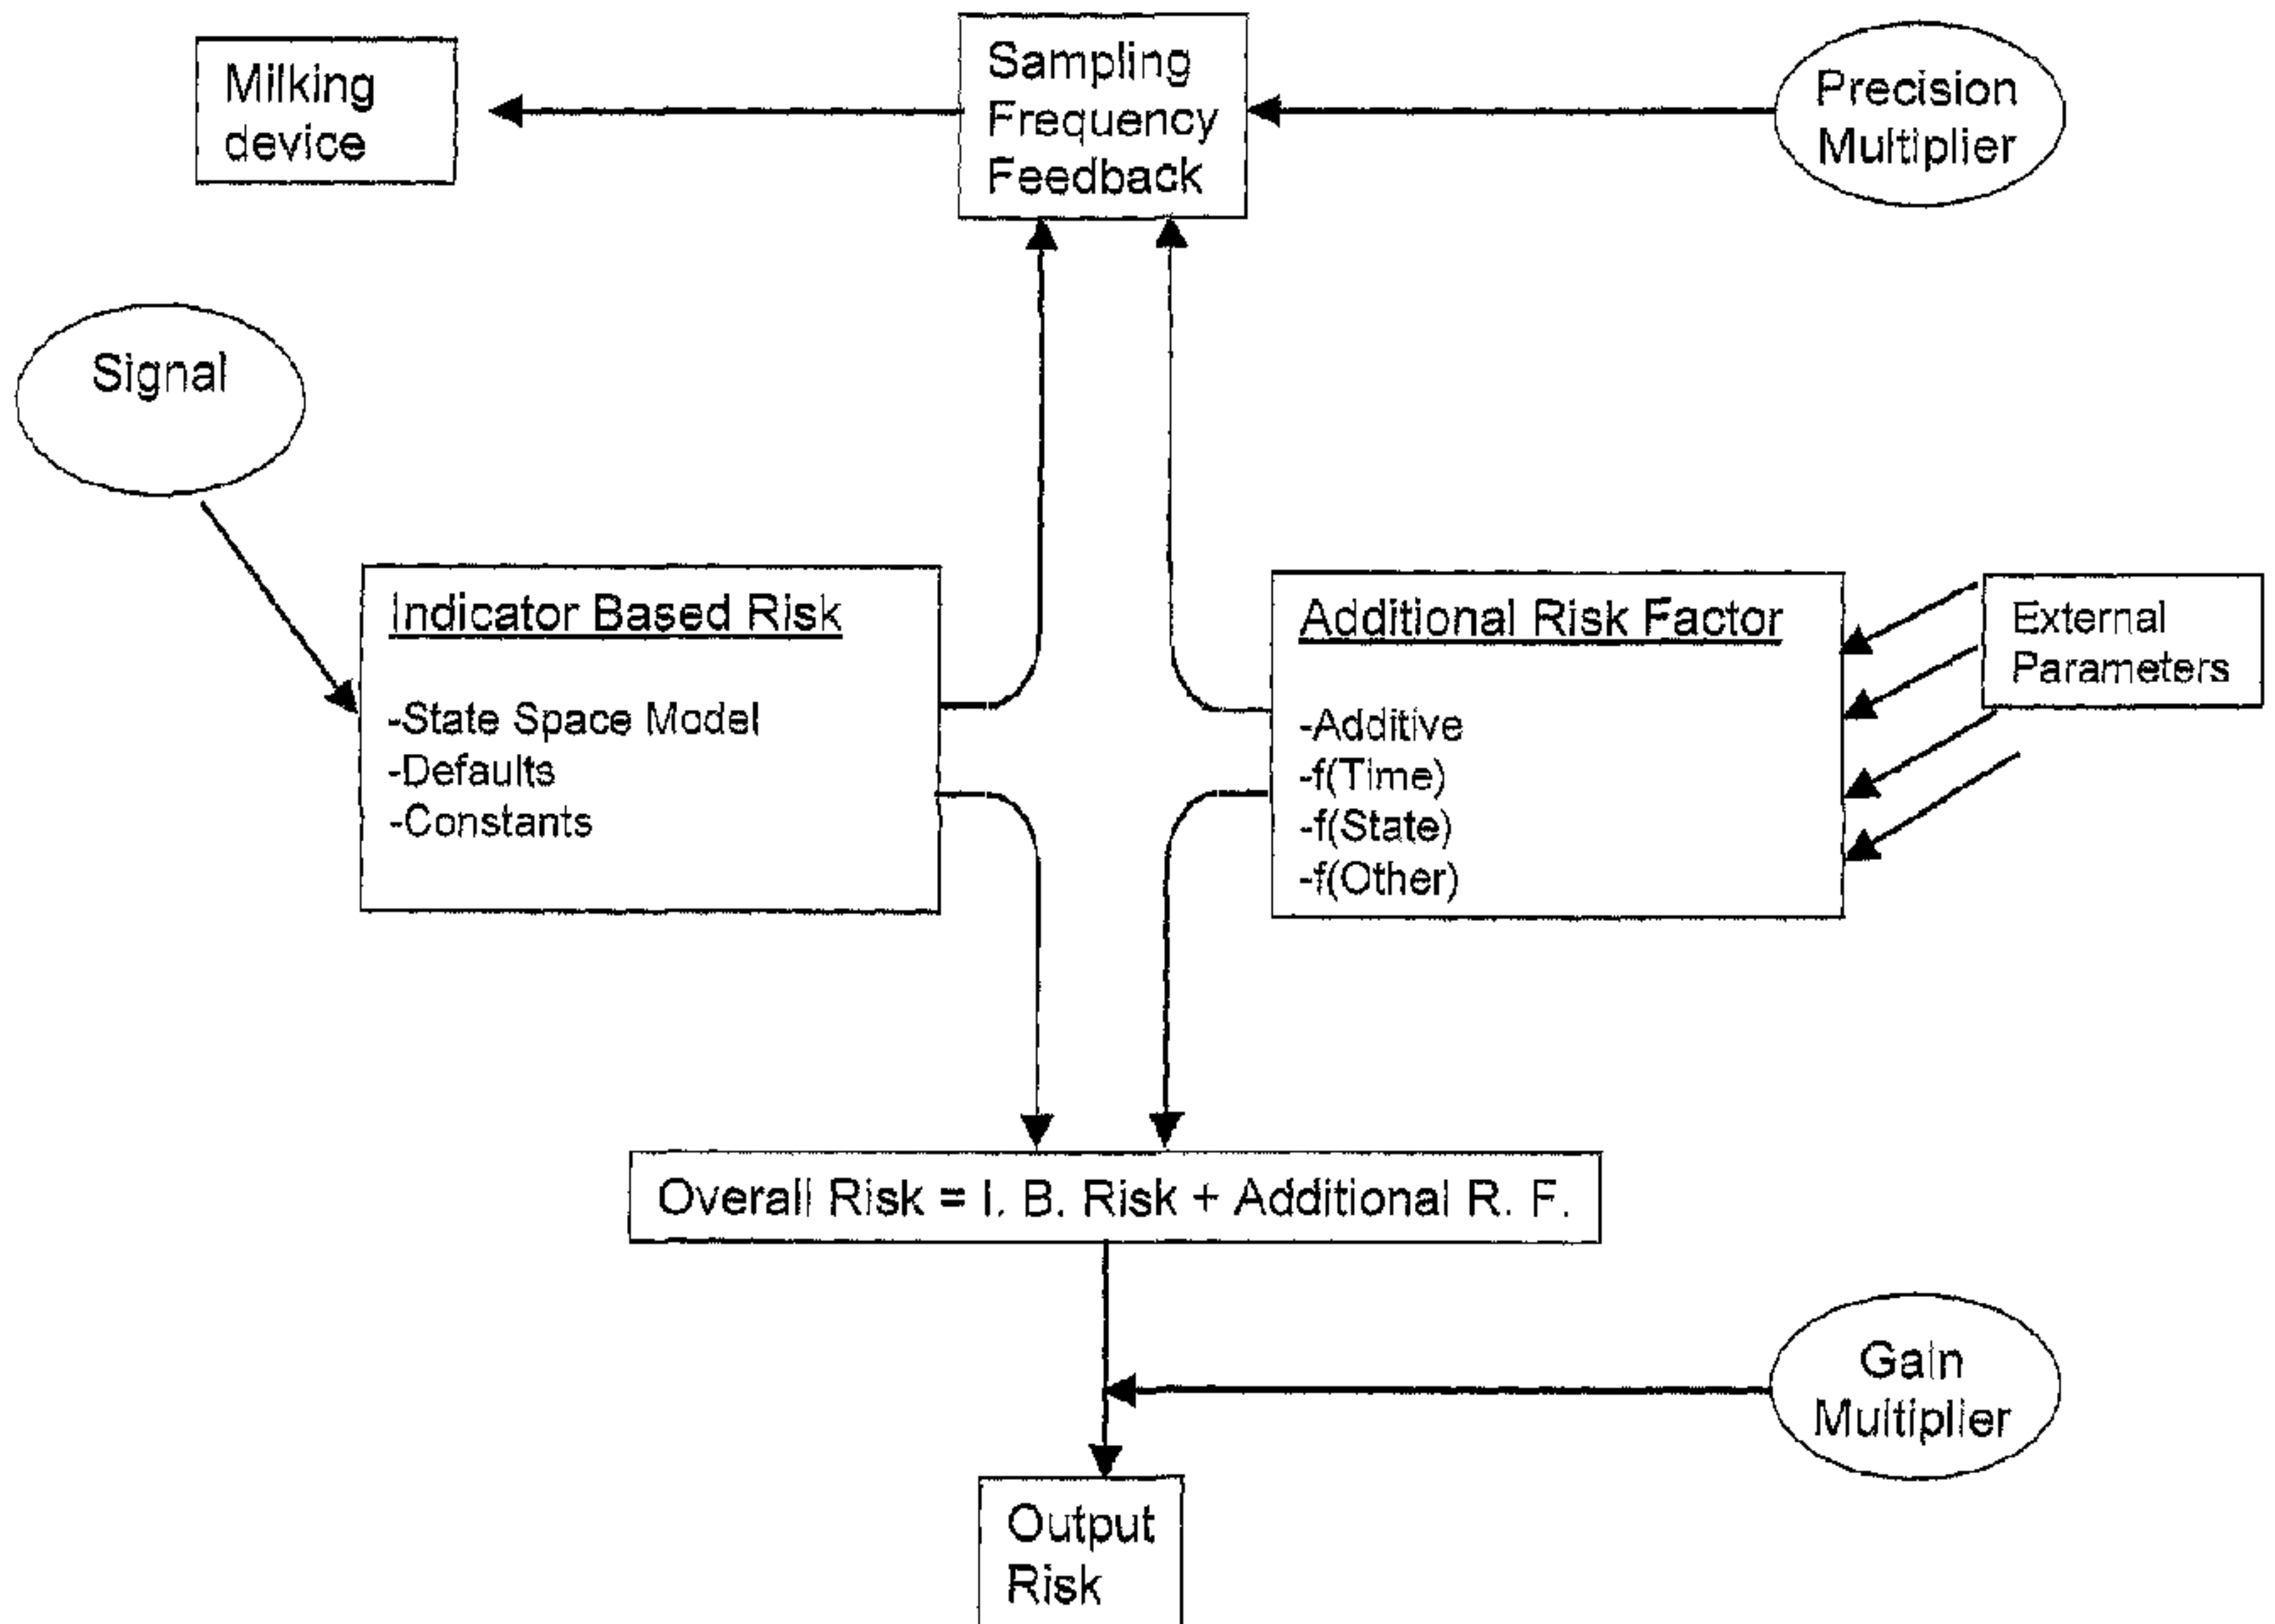 Milking
device
Sampling
Frequency
Feedback
Precision
Multiplier
Signal
Indicator Based Risk
-State Space Model
-Defaults
-Constants
Additional Risk Factor
-Additive
-f(Time)
-f(State)
-f(Other)
External
Parameters
Overall Risk = I. B. Risk + Additional R. F.
Gain
Multiplier
Output
Risk